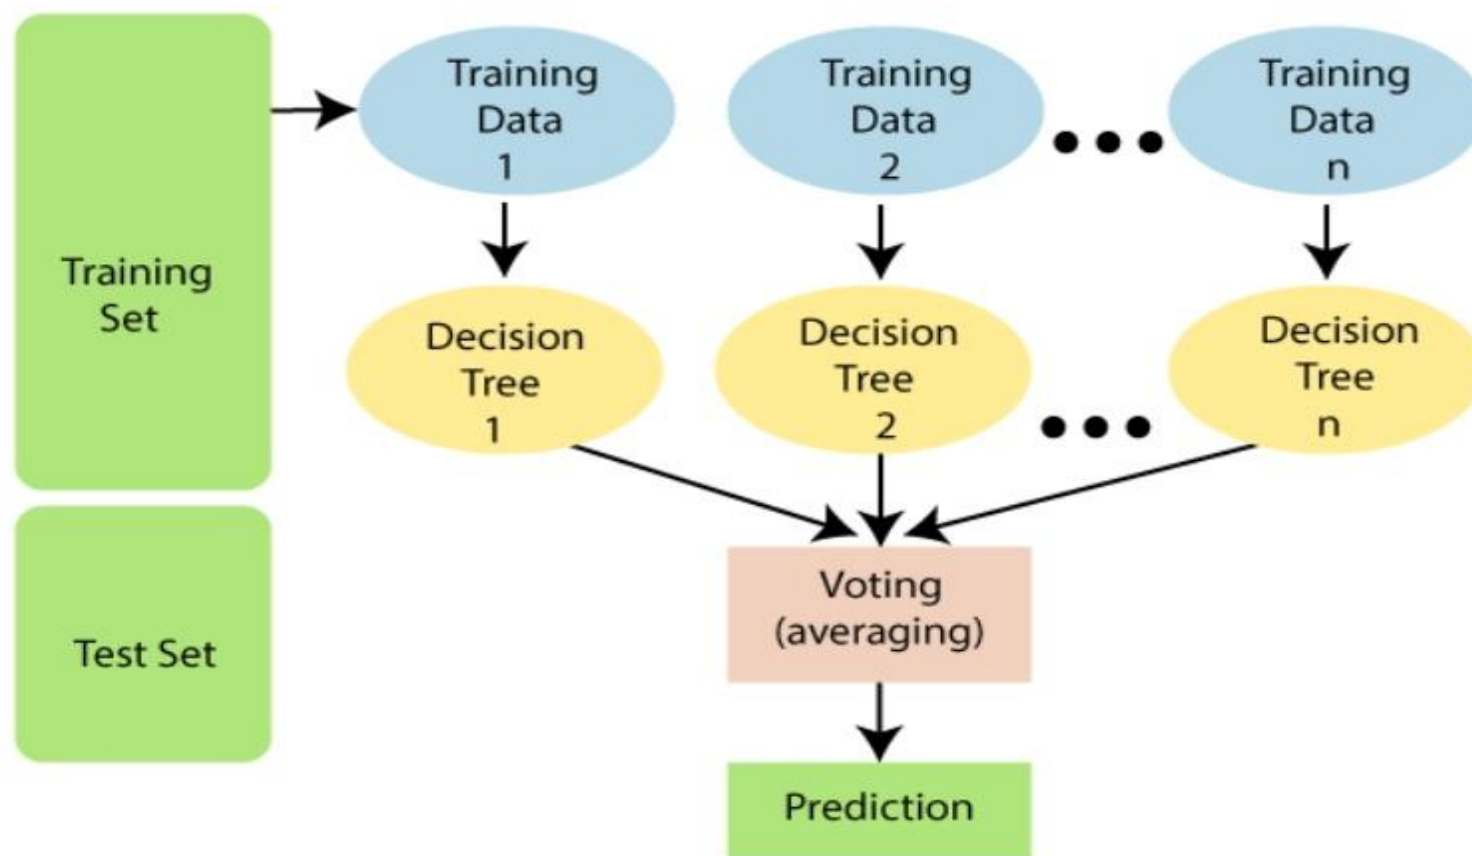 Training
Set
Training
Data
1
Training
Data
2
Training
Data
n
Decision
Tree
1
Decision
Tree
2
Decision
Tree
n
Test Set
Voting
(averaging)
Prediction